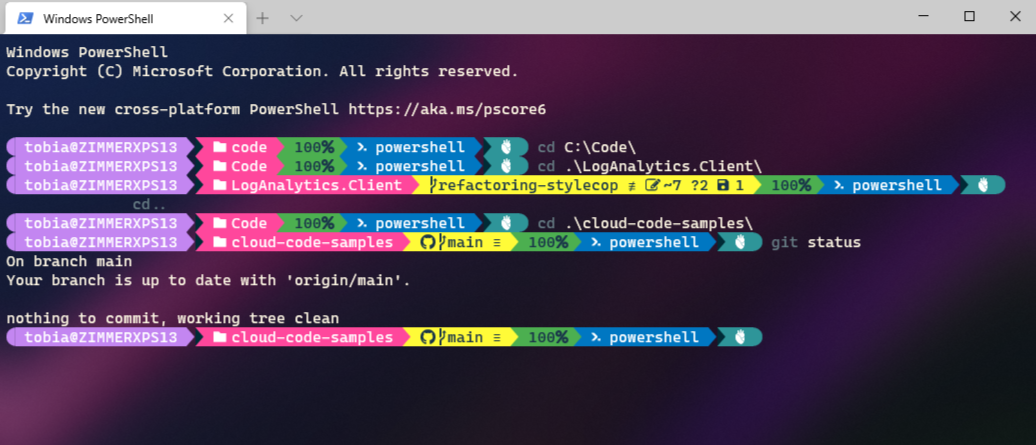 Windows PowerShell
Windows PowerShell
Copyright (C) Microsoft Corporation. All rights reserved.
Try the new cross-platform PowerShell https://aka.ms/pscore6
tobia@ZIMMERXPS13 code 100% powershell cd C:\Code\
tobia@ZIMMERXPS13 Code 100% powershell cd .\LogAnalytics.Client\
tobia@ZIMMERXPS13 LogAnalytics.Client refactoring-stylecop ≢ ~7 ?2 1 100% powershell
cd..
tobia@ZIMMERXPS13 Code 100% powershell cd .\cloud-code-samples\
tobia@ZIMMERXPS13 cloud-code-samples main ≡ 100% powershell git status
On branch main
Your branch is up to date with 'origin/main'.
nothing to commit, working tree clean
tobia@ZIMMERXPS13 cloud-code-samples main ≡ 100% powershell